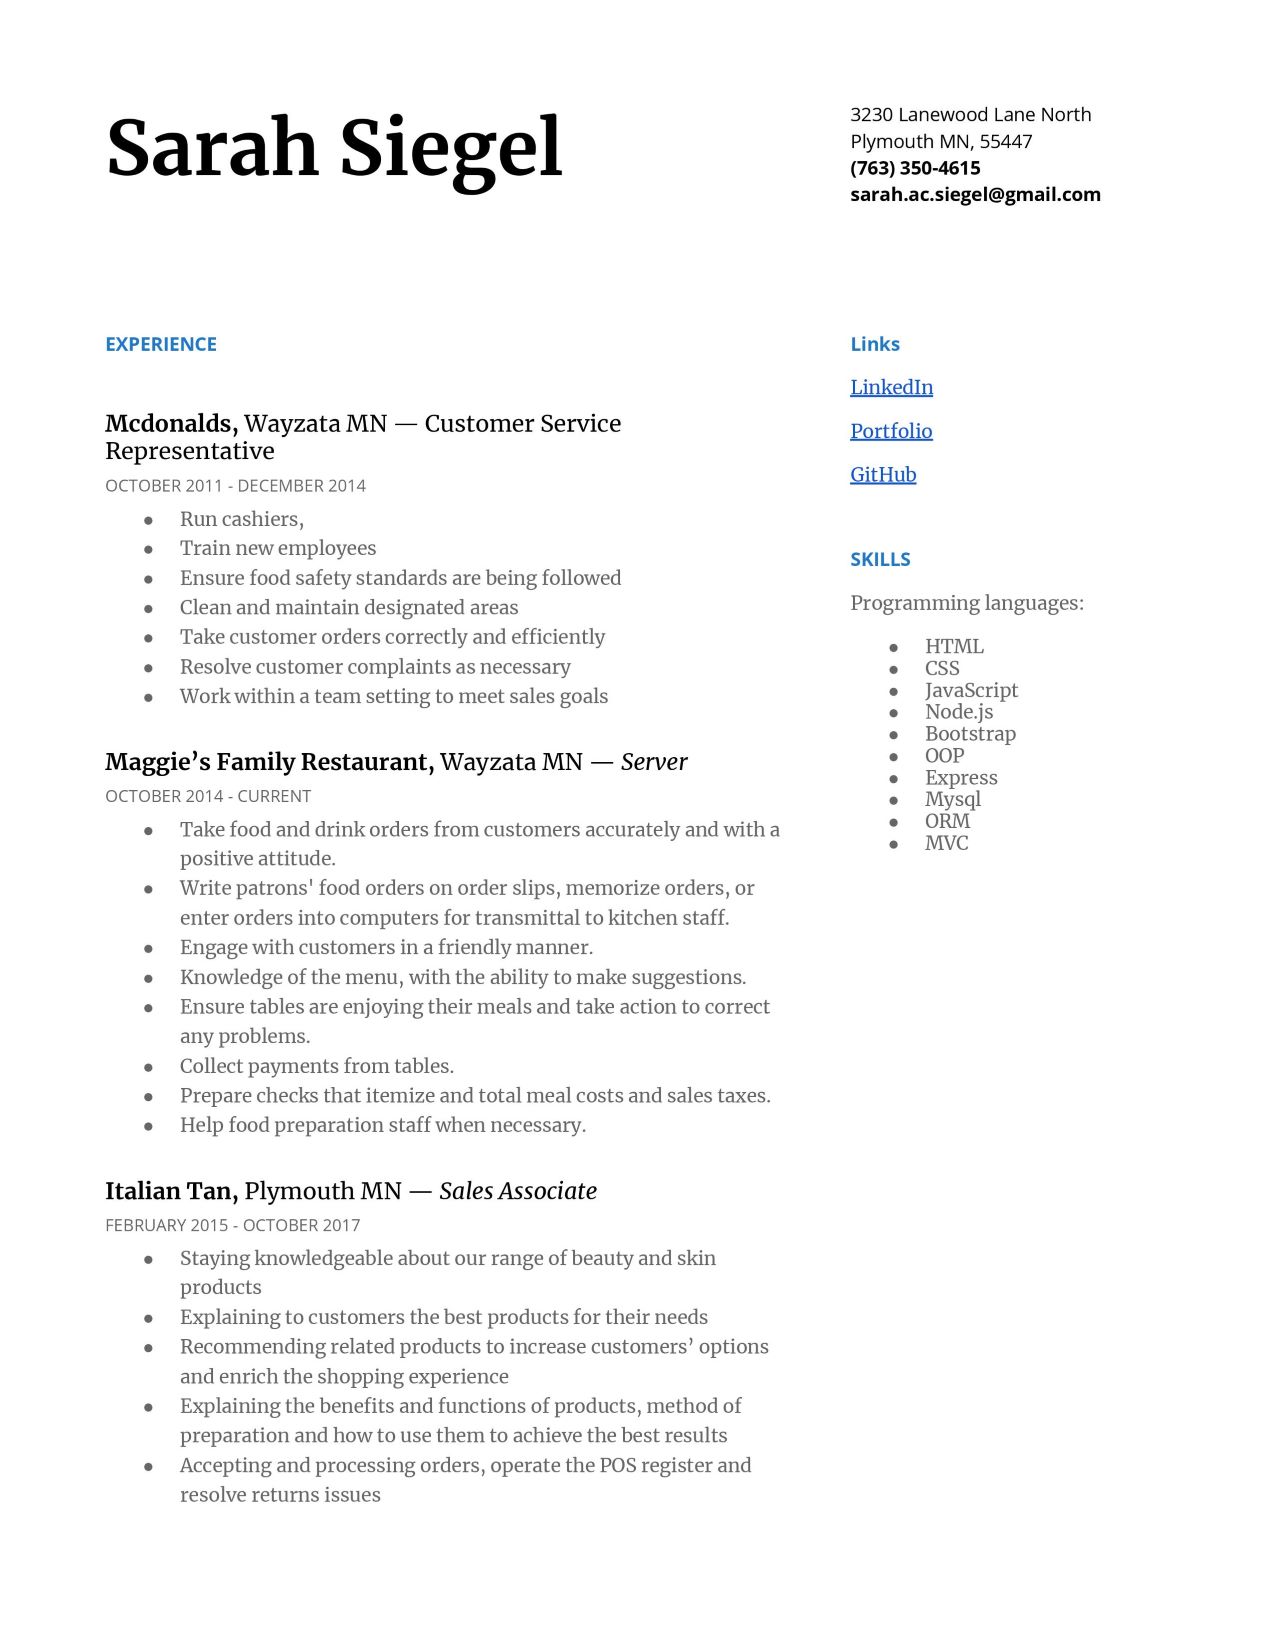 Sarah Siegel
3230 Lanewood Lane North
Plymouth MN, 55447
(763) 350-4615
sarah.ac.siegel@gmail.com
EXPERIENCE
Mcdonalds, Wayzata MN — Customer Service
Representative
OCTOBER 2011 - DECEMBER 2014
● Run cashiers,
● Train new employees
● Ensure food safety standards are being followed
● Clean and maintain designated areas
● Take customer orders correctly and efficiently
● Resolve customer complaints as necessary
● Work within a team setting to meet sales goals
Maggie’s Family Restaurant, Wayzata MN — Server
OCTOBER 2014 - CURRENT
● Take food and drink orders from customers accurately and with a
positive attitude.
● Write patrons' food orders on order slips, memorize orders, or
enter orders into computers for transmittal to kitchen staff.
● Engage with customers in a friendly manner.
● Knowledge of the menu, with the ability to make suggestions.
● Ensure tables are enjoying their meals and take action to correct
any problems.
● Collect payments from tables.
● Prepare checks that itemize and total meal costs and sales taxes.
● Help food preparation staff when necessary.
Italian Tan, Plymouth MN — Sales Associate
FEBRUARY 2015 - OCTOBER 2017
● Staying knowledgeable about our range of beauty and skin
products
● Explaining to customers the best products for their needs
● Recommending related products to increase customers’ options
and enrich the shopping experience
● Explaining the benefits and functions of products, method of
preparation and how to use them to achieve the best results
● Accepting and processing orders, operate the POS register and
resolve returns issues
Links
LinkedIn
Portfolio
GitHub
SKILLS
Programming languages:
● HTML
● CSS
● JavaScript
● Node.js
● Bootstrap
● OOP
● Express
● Mysql
● ORM
● MVC